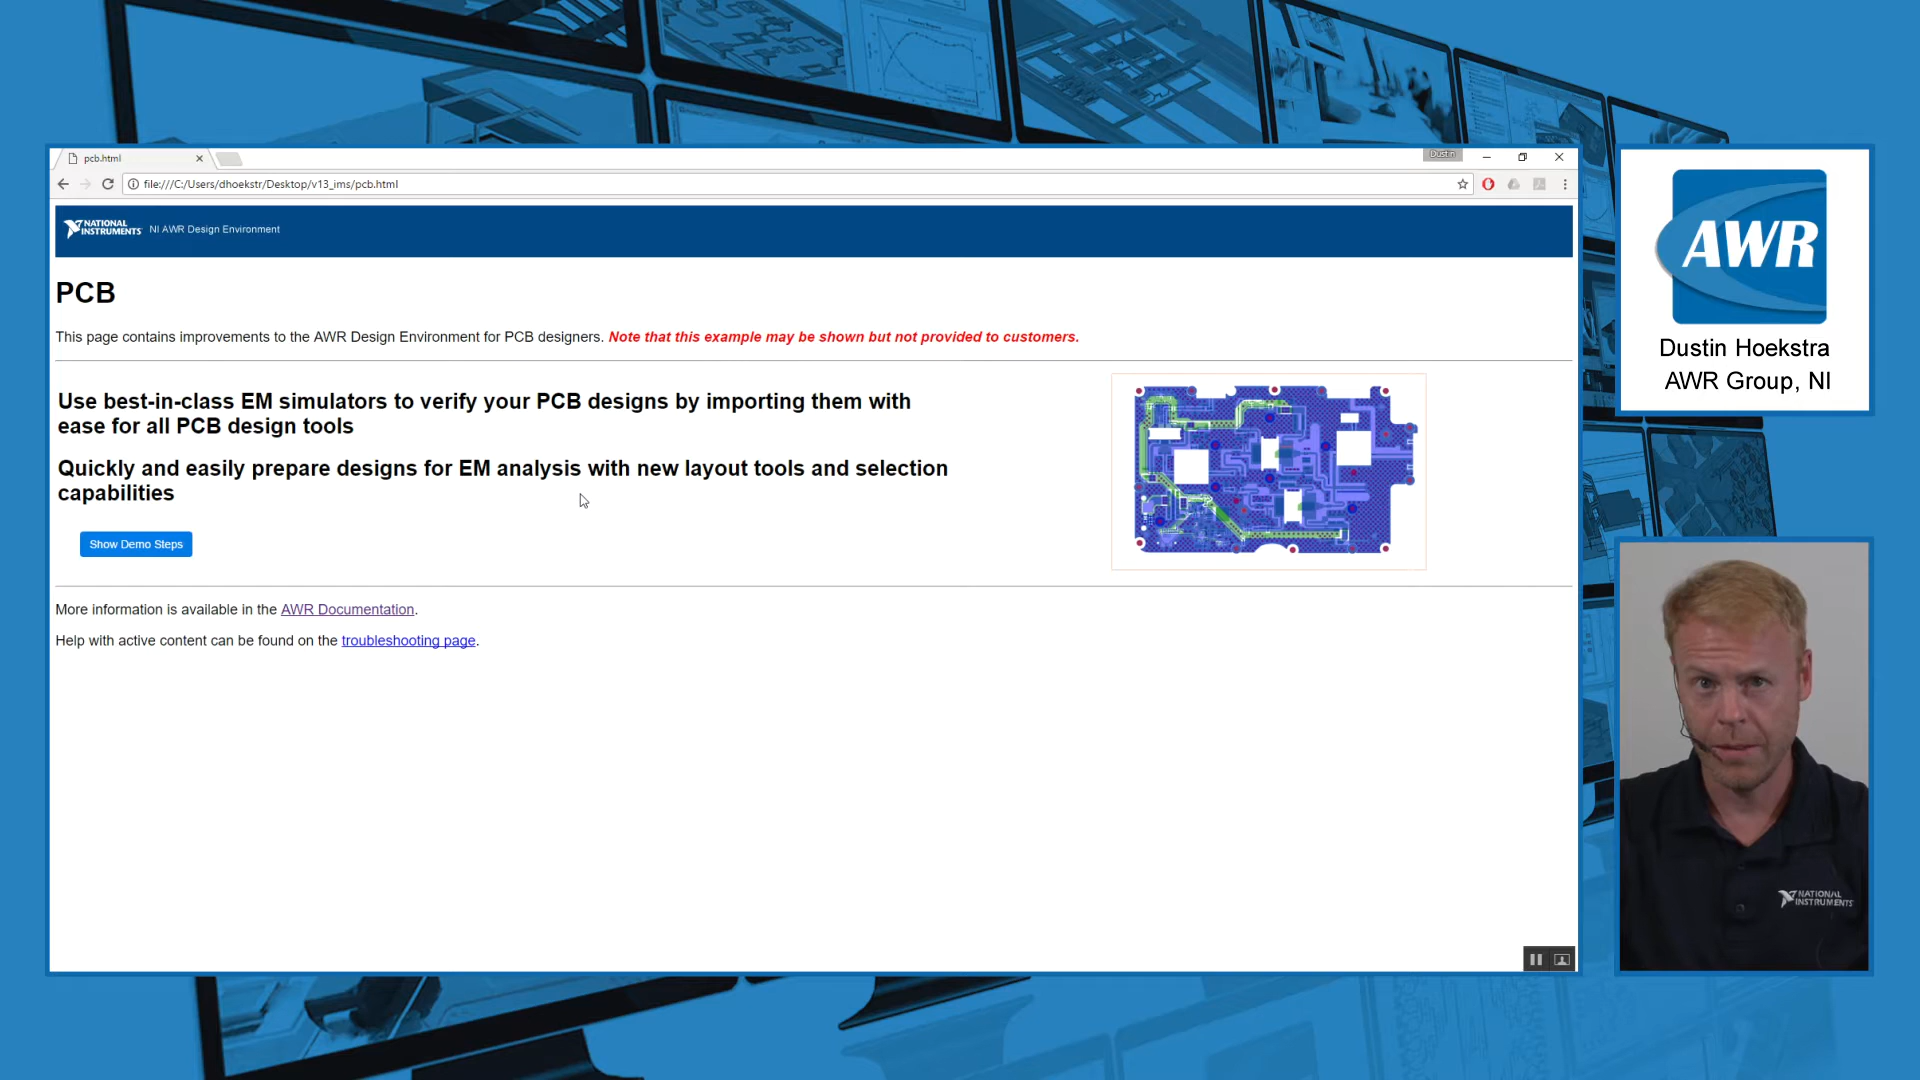 pcb.html
Dustin
file:///C:/Users/dhoekstr/Desktop/v13_ims/pcb.html
NATIONAL
INSTRUMENTS
NI AWR Design Environment
PCB
This page contains improvements to the AWR Design Environment for PCB designers. Note that this example may be shown but not provided to customers.
Use best-in-class EM simulators to verify your PCB designs by importing them with
ease for all PCB design tools
Quickly and easily prepare designs for EM analysis with new layout tools and selection
capabilities
Show Demo Steps
More information is available in the AWR Documentation.
Help with active content can be found on the troubleshooting page.
AWR
Dustin Hoekstra
AWR Group, NI
NATIONAL
INSTRUMENTS